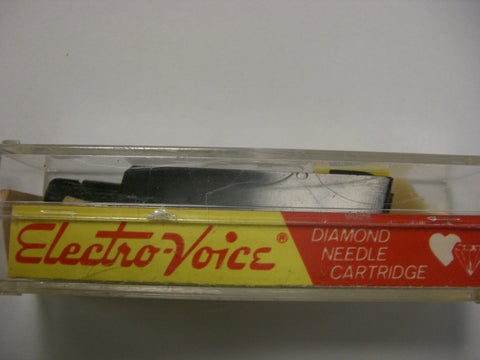 Electro-Voice®
DIAMOND
NEEDLE
CARTRIDGE